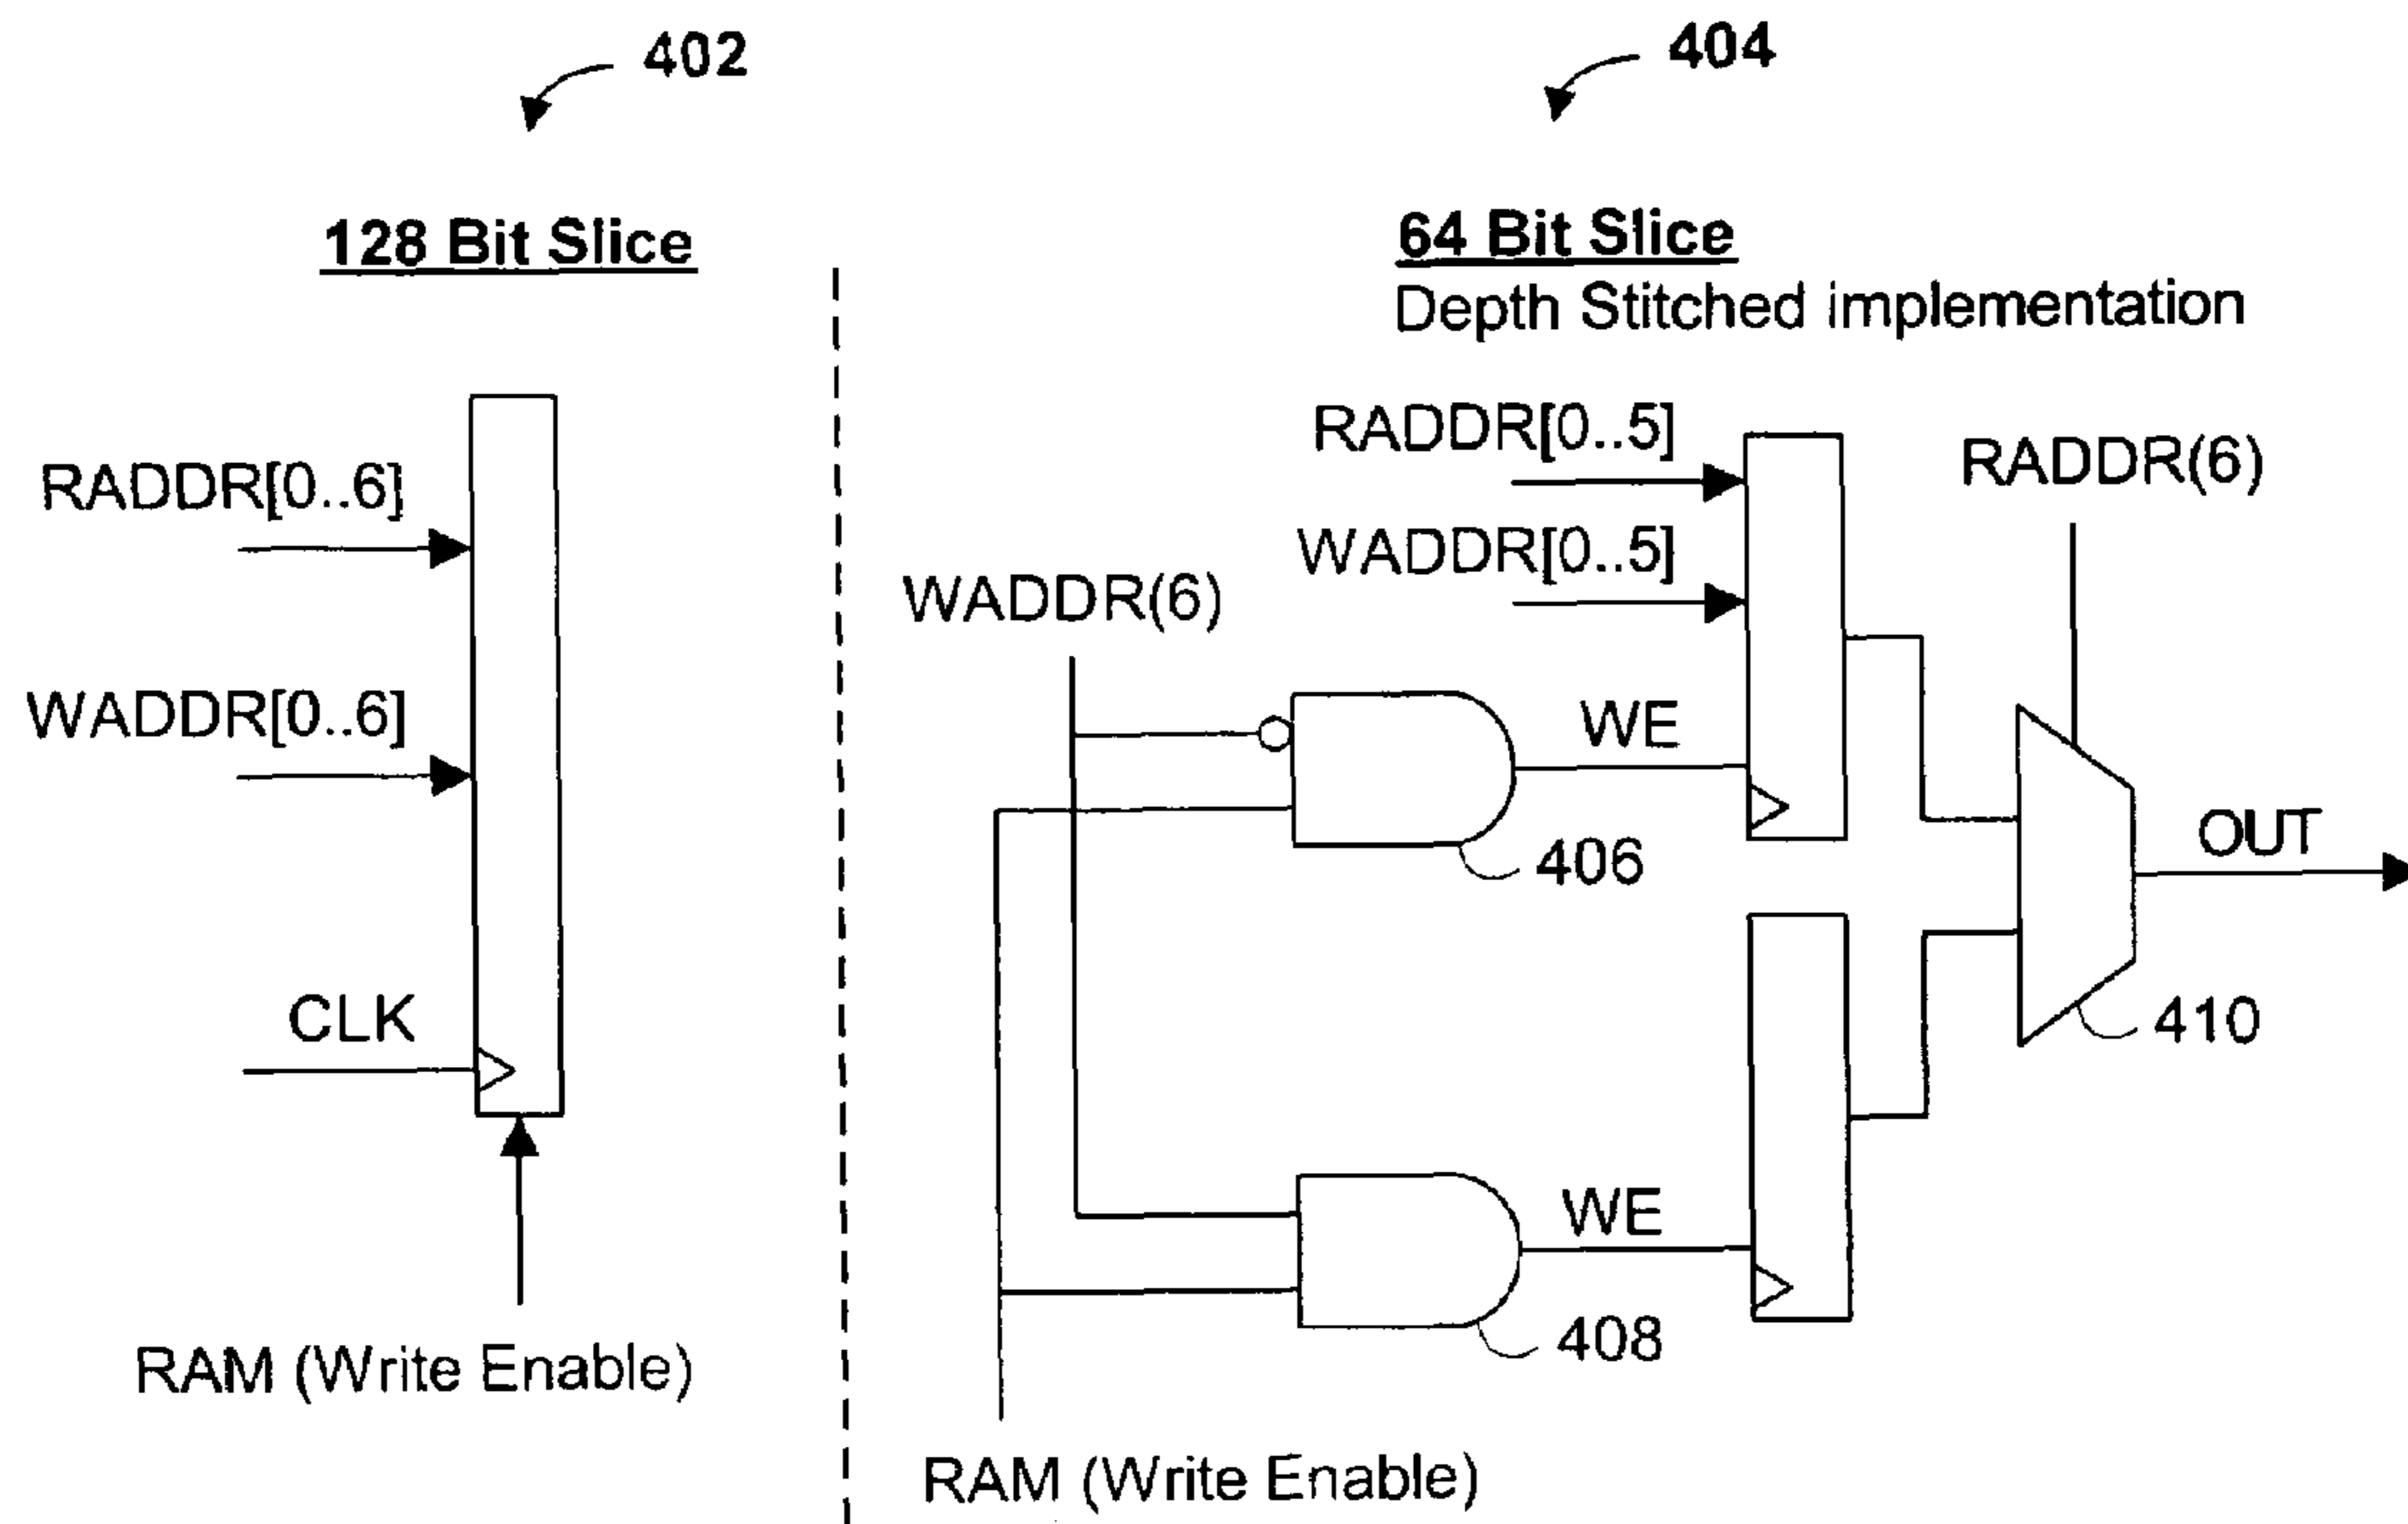 402
128 Bit Slice
RADDR[0..6]
WADDR[0..6]
CLK
RAM (Write Enable)
404
64 Bit Slice
Depth Stitched implementation
RADDR[0..5]
RADDR(6)
WADDR[0..5]
WADDR(6)
WE
406
OUT
410
WE
408
RAM (Write Enable)